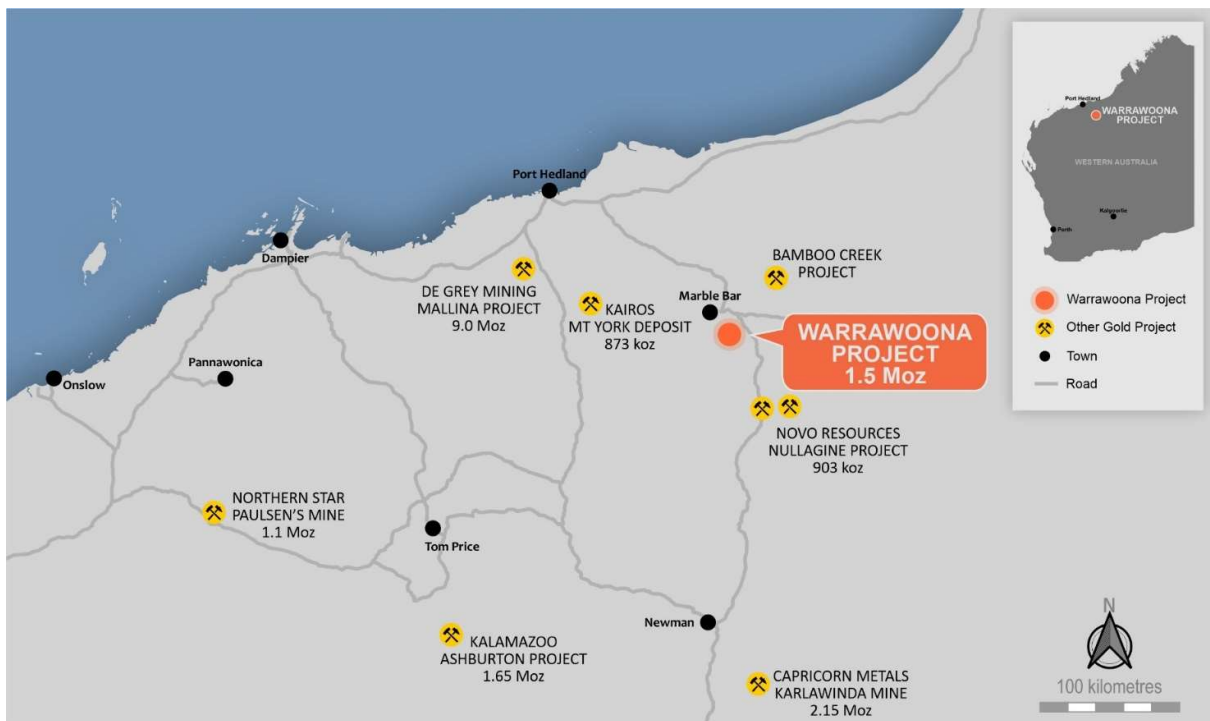 Port Hedland
Dampier
DE GREY MINING
MALLINA PROJECT
9.0 Moz
KAIROS
MT YORK DEPOSIT
873 koz
BAMBOO CREEK
PROJECT
Marble Bar
WARRAWOONA
PROJECT
1.5 Moz
Pannawonica
Onslow
NOVO RESOURCES
NULLAGINE PROJECT
903 koz
NORTHERN STAR
PAULSEN'S MINE
1.1 Moz
Tom Price
Newman
KALAMAZOO
ASHBURTON PROJECT
1.65 Moz
CAPRICORN METALS
KARLAWINDA MINE
2.15 Moz
Port Hedland
WARRAWOONA
PROJECT
WESTERN AUSTRALIA
Kalgoorlie
Perth
Warrawoona Project
Other Gold Project
Town
Road
N
100 kilometres